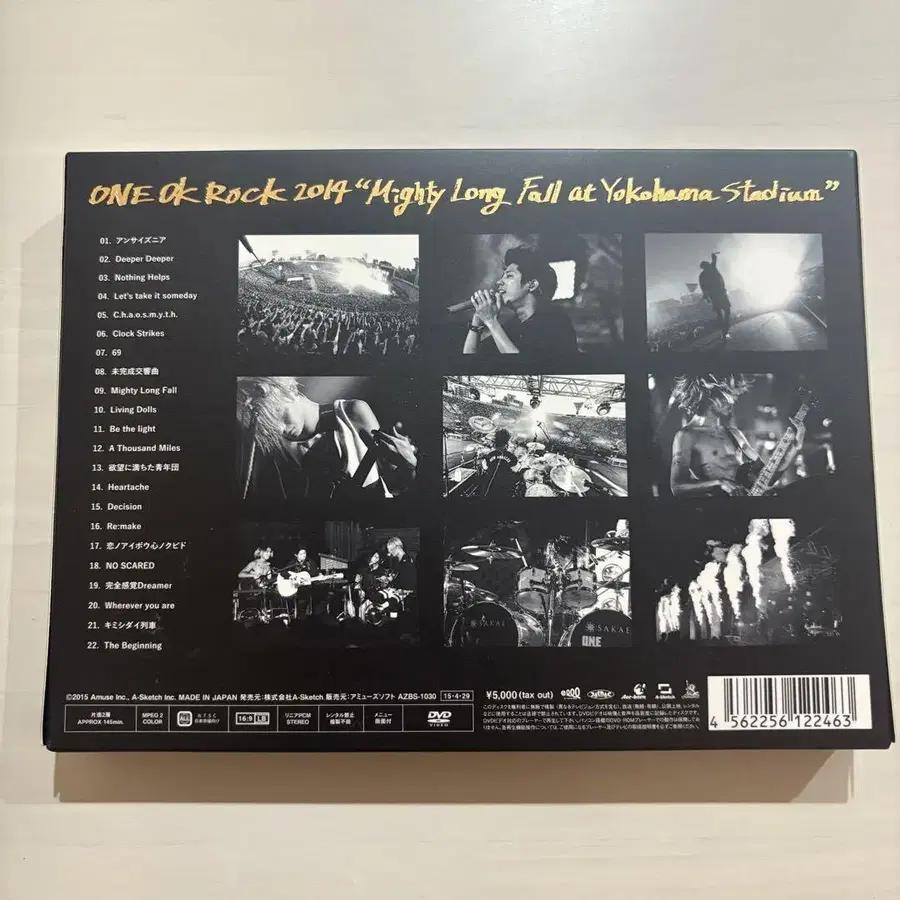 ONE OK ROCK 2014 “Mighty Long Fall at Yokohama Stadium”
01. アンサイズニア
02. Deeper Deeper
03. Nothing Helps
04. Let's take it someday
05. C.h.a.o.s.m.y.t.h.
06. Clock Strikes
07. 69
08. 未完成交響曲
09. Mighty Long Fall
10. Living Dolls
11. Be the light
12. A Thousand Miles
13. 欲望に満ちた青年団
14. Heartache
15. Decision
16. Re:make
17. 恋ノアイボウ心ノクピド
18. NO SCARED
19. 完全感覚Dreamer
20. Wherever you are
21. キミシダイ列車
22. The Beginning
SAKAE
SAKAE
ONE
©2015 Amuse Inc., A-Sketch Inc. MADE IN JAPAN 発売元:株式会社A-Sketch 販売元:アミューズソフト AZBS-1030 15·4·29
¥5,000 (tax out)
片面2層 APPROX 145min.
MPEG 2 COLOR
ALL NTSC 日本市場向け
16:9 LB
リニアPCM STEREO
レンタル禁止 複製不能
メニュー画面付
DVD VIDEO
4 562256 122463